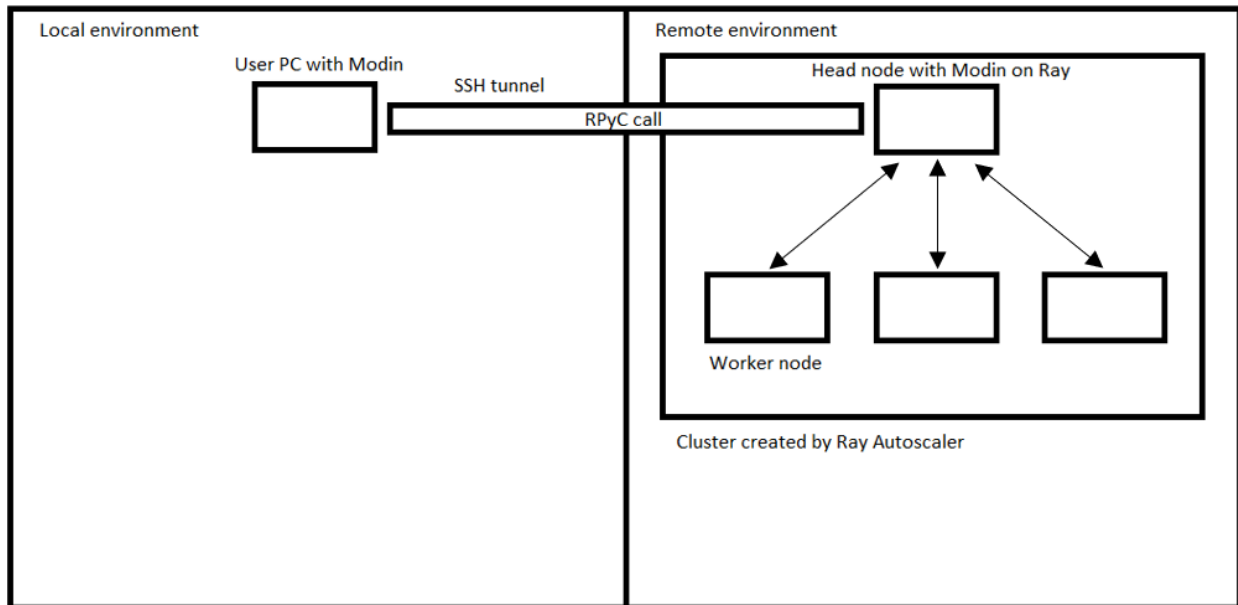 Local environment
Remote environment
User PC with Modin
Head node with Modin on Ray
SSH tunnel
RPyC call
Worker node
Cluster created by Ray Autoscaler